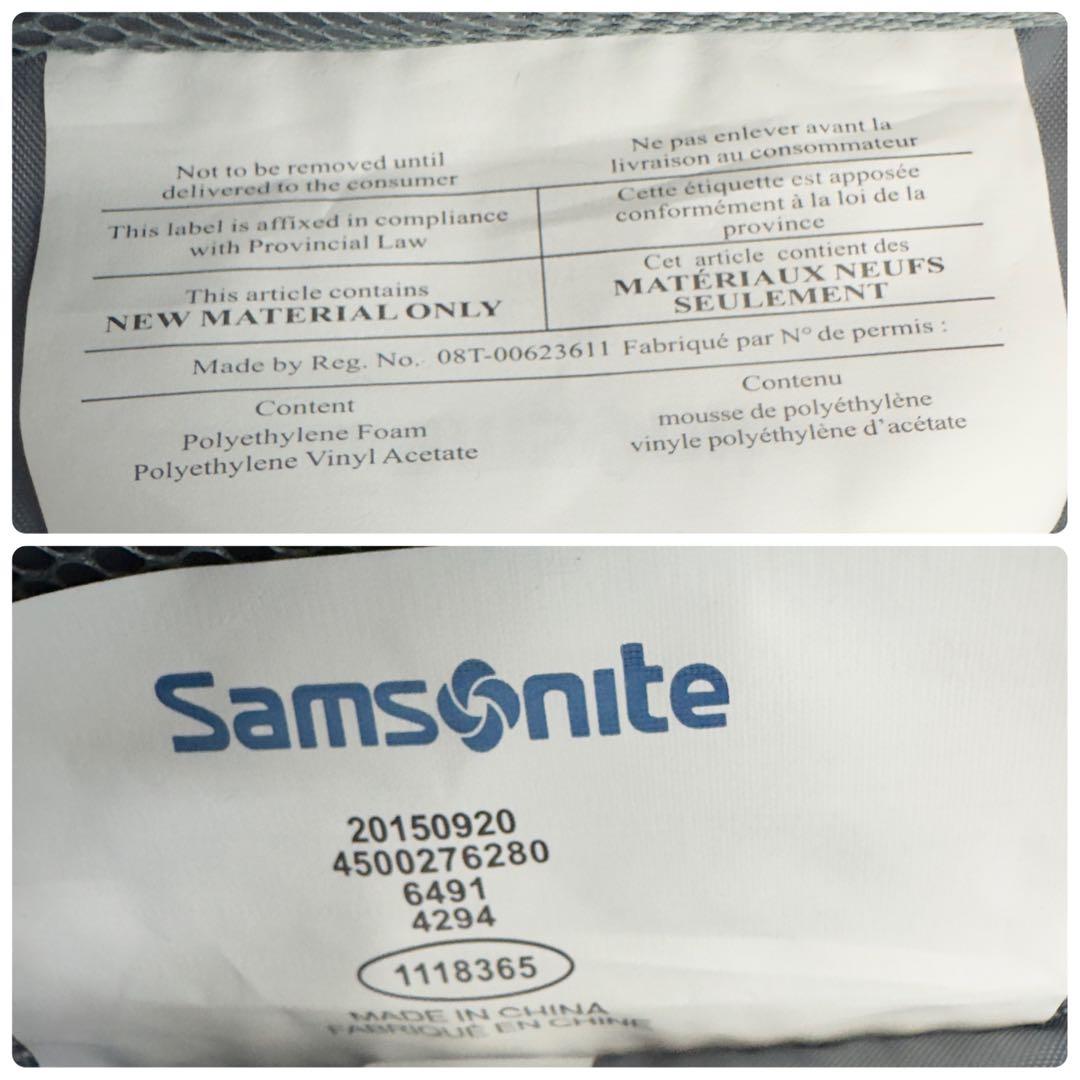 Not to be removed until
delivered to the consumer
Ne pas enlever avant la
livraison au consommateur
This label is affixed in compliance
with Provincial Law
Cette étiquette est apposée
conformément à la loi de la
province
This article contains
NEW MATERIAL ONLY
Cet article contient des
MATÉRIAUX NEUFS
SEULEMENT
Made by Reg. No. 08T-00623611 Fabriqué par N° de permis :
Content
Polyethylene Foam
Polyethylene Vinyl Acetate
Contenu
mousse de polyéthylène
vinyle polyéthylène d'acétate
Samsonite
20150920
4500276280
6491
4294
1118365
MADE IN CHINA
FABRIQUÉ EN CHINE